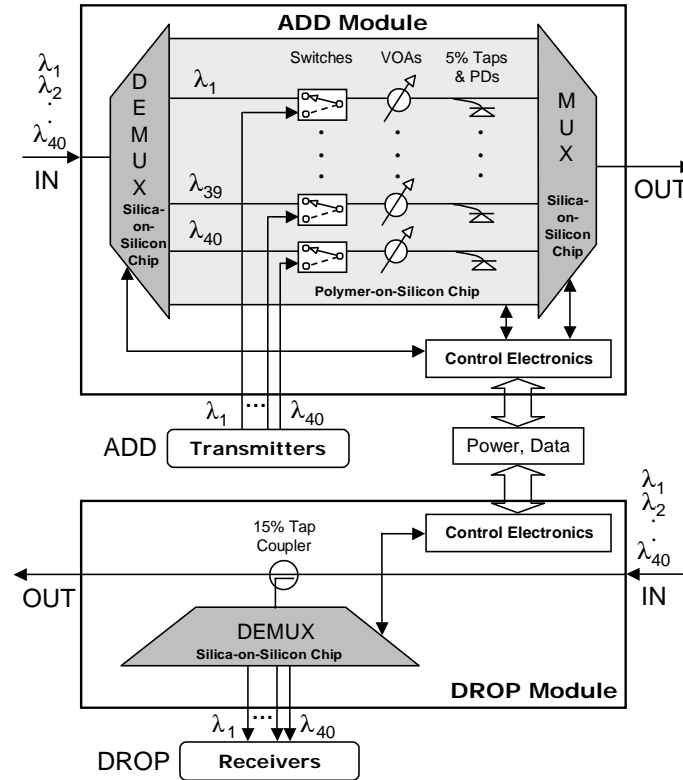 ADD Module
Switches
VOAs
5% Taps
& PDs
λ1
λ2
.
.
λ40
IN
DEMUX
Silica-
on-
Silicon
Chip
λ1
λ39
λ40
MUX
Silica-
on-
Silicon
Chip
OUT
Polymer-on-Silicon Chip
Control Electronics
λ1
...
λ40
ADD
Transmitters
Power, Data
Control Electronics
λ1
λ2
.
.
λ40
IN
15% Tap
Coupler
OUT
DEMUX
Silica-on-Silicon Chip
DROP Module
λ1
...
λ40
DROP
Receivers